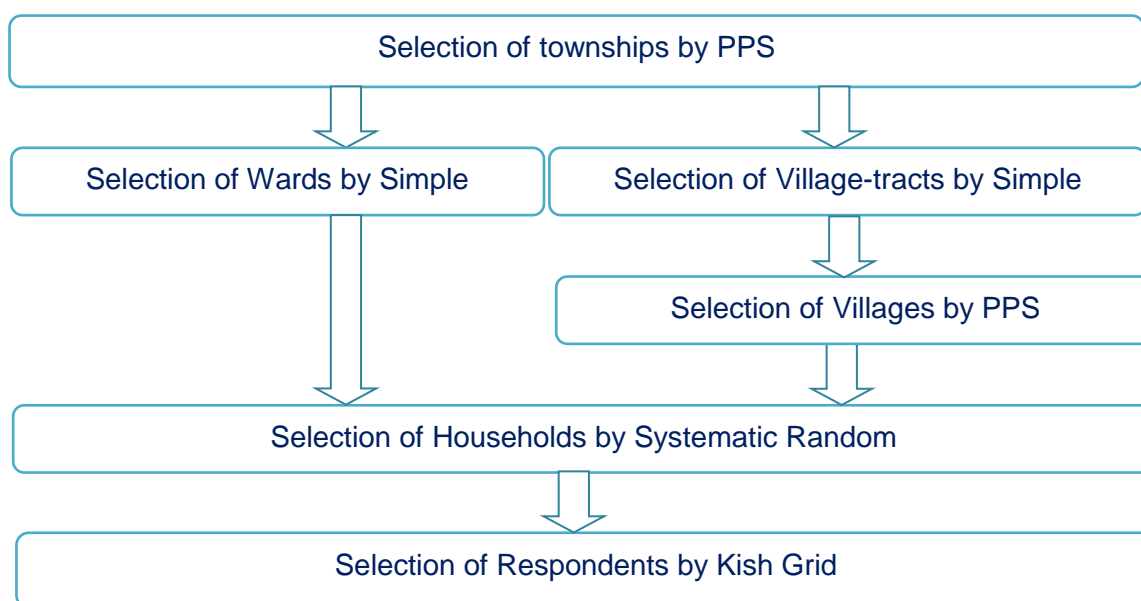 Selection of townships by PPS
Selection of Wards by Simple
Selection of Village-tracts by Simple
Selection of Villages by PPS
Selection of Households by Systematic Random
Selection of Respondents by Kish Grid